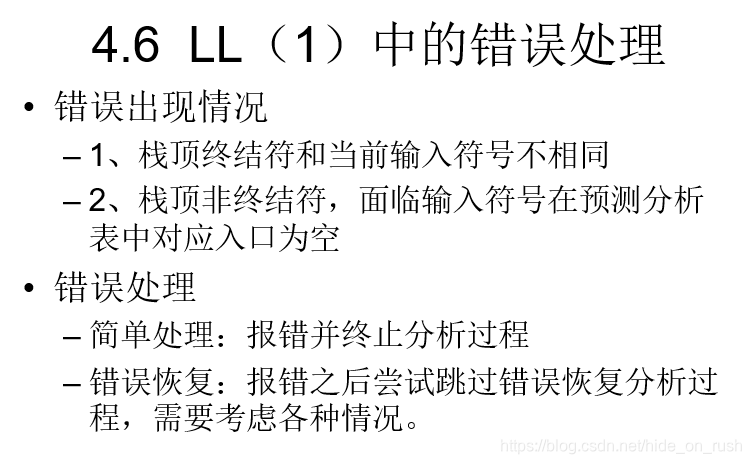 4.6 LL（1）中的错误处理
• 错误出现情况
– 1、栈顶终结符和当前输入符号不相同
– 2、栈顶非终结符，面临输入符号在预测分析
表中对应入口为空
• 错误处理
– 简单处理：报错并终止分析过程
– 错误恢复：报错之后尝试跳过错误恢复分析过
程，需要考虑各种情况。
https://blog.csdn.net/hide_on_rush